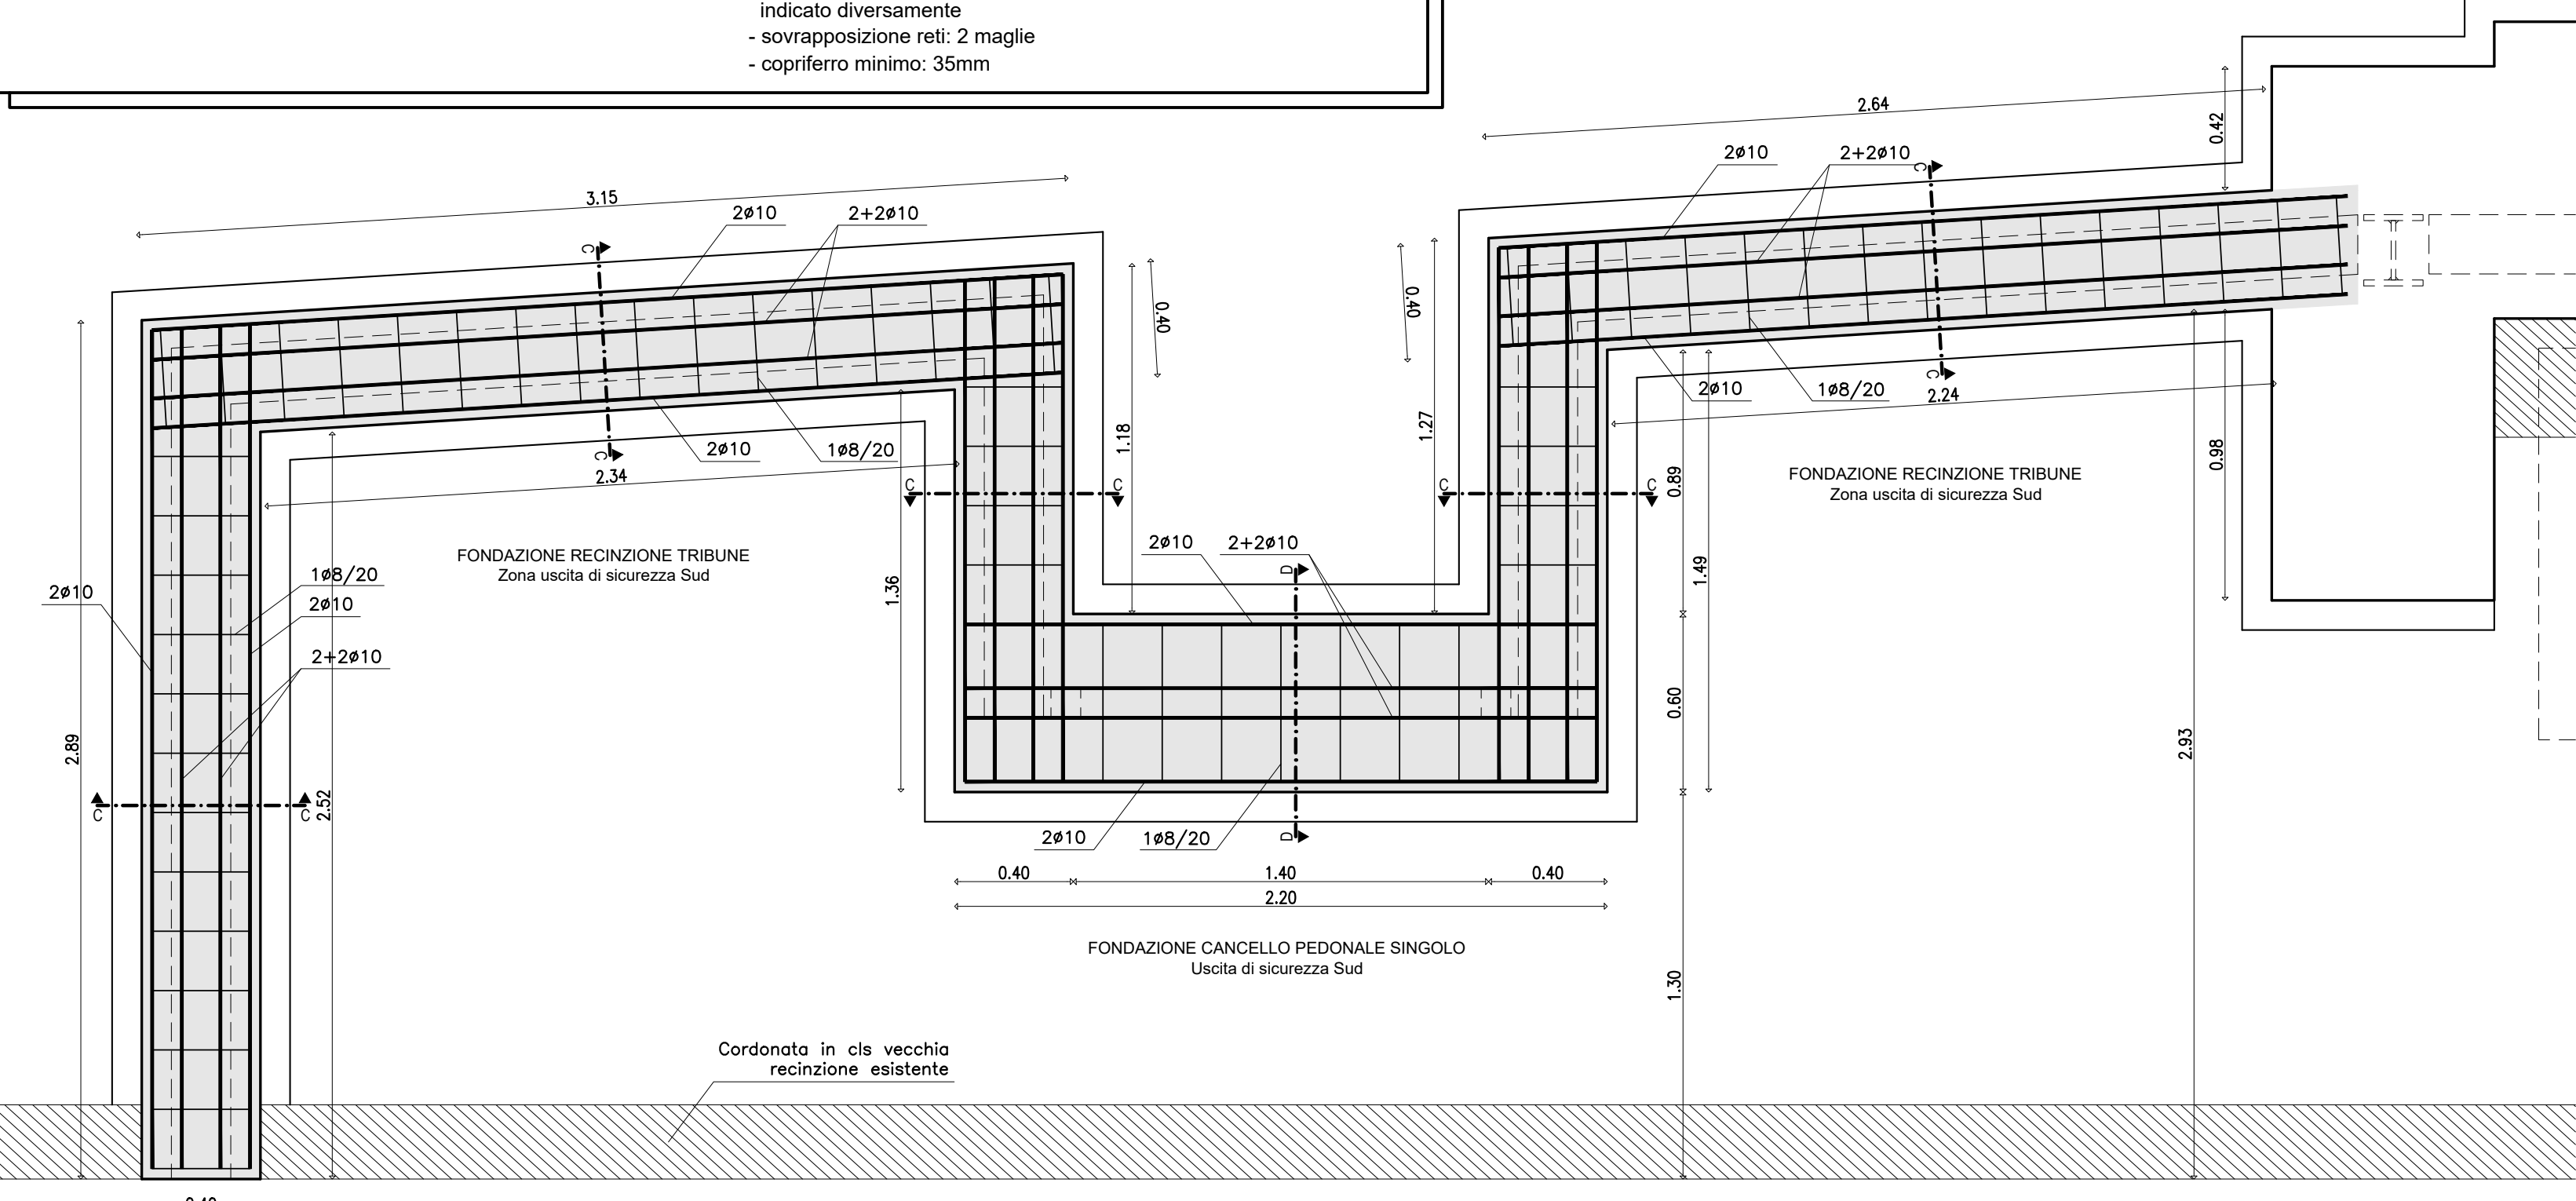 indicato diversamente
- sovrapposizione reti: 2 maglie
- copriferro minimo: 35mm
2.64
0.42
2ø10
2+2ø10
C
3.15
2ø10
2+2ø10
C
0.40
0.40
1.18
1.27
2ø10
1ø8/20
C
2.24
2ø10
1ø8/20
C
2.34
C
C
C
C
0.89
0.98
FONDAZIONE RECINZIONE TRIBUNE
Zona uscita di sicurezza Sud
FONDAZIONE RECINZIONE TRIBUNE
Zona uscita di sicurezza Sud
2ø10
2+2ø10
D
1.36
1.49
2ø10
1ø8/20
2ø10
2+2ø10
0.60
2.89
2.93
C
C
2.52
2ø10
1ø8/20
D
0.40
1.40
0.40
2.20
FONDAZIONE CANCELLO PEDONALE SINGOLO
Uscita di sicurezza Sud
1.30
Cordonata in cls vecchia
recinzione esistente